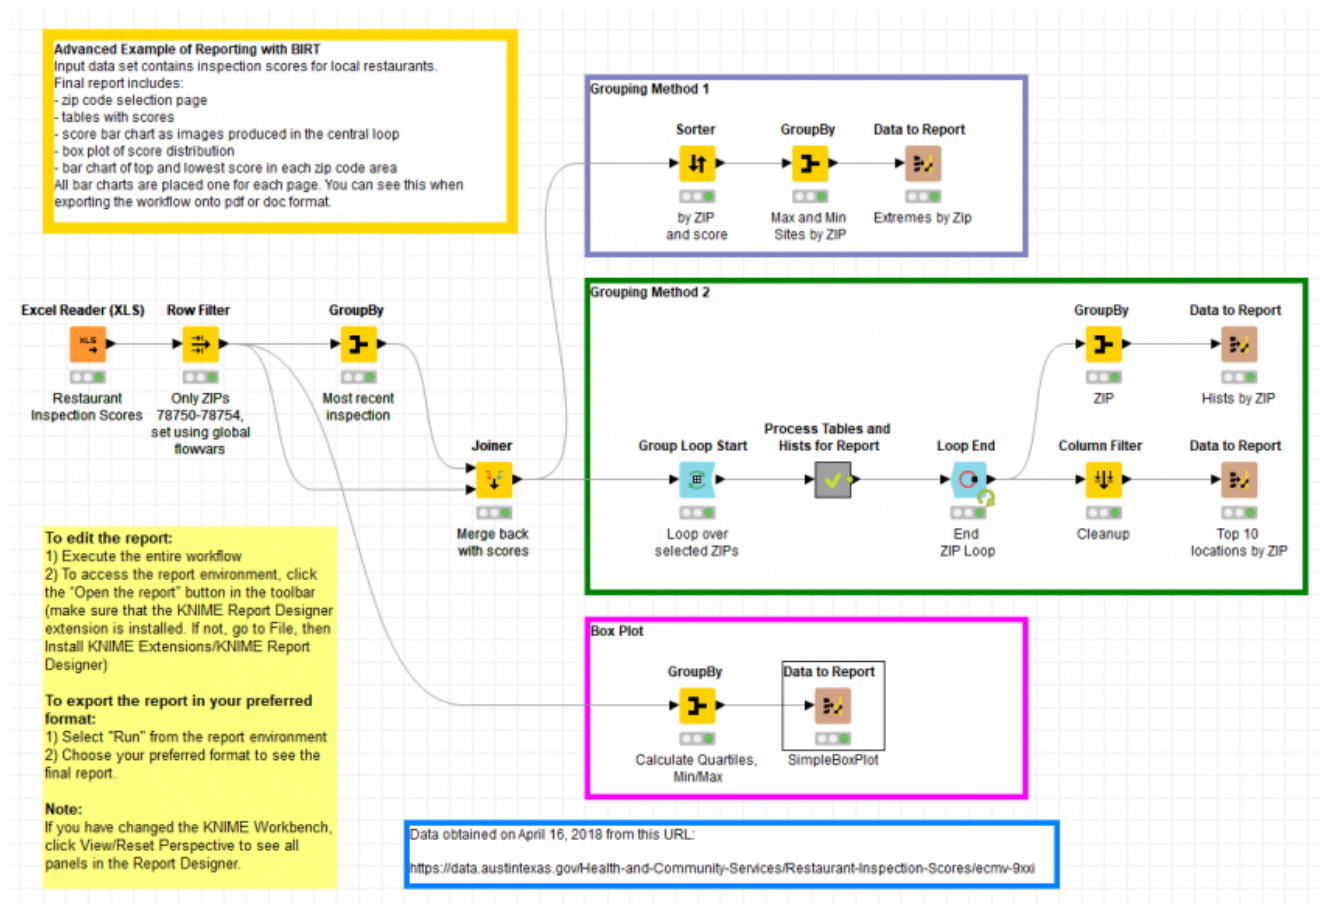 Advanced Example of Reporting with BIRT
Input data set contains inspection scores for local restaurants.
Final report includes:
- zip code selection page
- tables with scores
- score bar chart as images produced in the central loop
- box plot of score distribution
- bar chart of top and lowest score in each zip code area
All bar charts are placed one for each page. You can see this when
exporting the workflow onto pdf or doc format.
Grouping Method 1
Sorter
GroupBy
Data to Report
by ZIP
and score
Max and Min
Sites by ZIP
Extremes by Zip
Excel Reader (XLS)
XLS
Restaurant
Inspection Scores
Row Filter
Only ZIPs
78750-78754,
set using global
flowvars
GroupBy
Most recent
inspection
Joiner
Merge back
with scores
Grouping Method 2
GroupBy
ZIP
Data to Report
Hists by ZIP
Group Loop Start
Loop over
selected ZIPs
Process Tables and
Hists for Report
Loop End
End
ZIP Loop
Column Filter
Cleanup
Data to Report
Top 10
locations by ZIP
To edit the report:
1) Execute the entire workflow
2) To access the report environment, click
the "Open the report" button in the toolbar
(make sure that the KNIME Report Designer
extension is installed. If not, go to File, then
Install KNIME Extensions/KNIME Report
Designer)
To export the report in your preferred
format:
1) Select "Run" from the report environment
2) Choose your preferred format to see the
final report.
Note:
If you have changed the KNIME Workbench,
click View/Reset Perspective to see all
panels in the Report Designer.
Box Plot
GroupBy
Calculate Quartiles,
Min/Max
Data to Report
SimpleBoxPlot
Data obtained on April 16, 2018 from this URL:
https://data.austintexas.gov/Health-and-Community-Services/Restaurant-Inspection-Scores/ecmv-9xxi